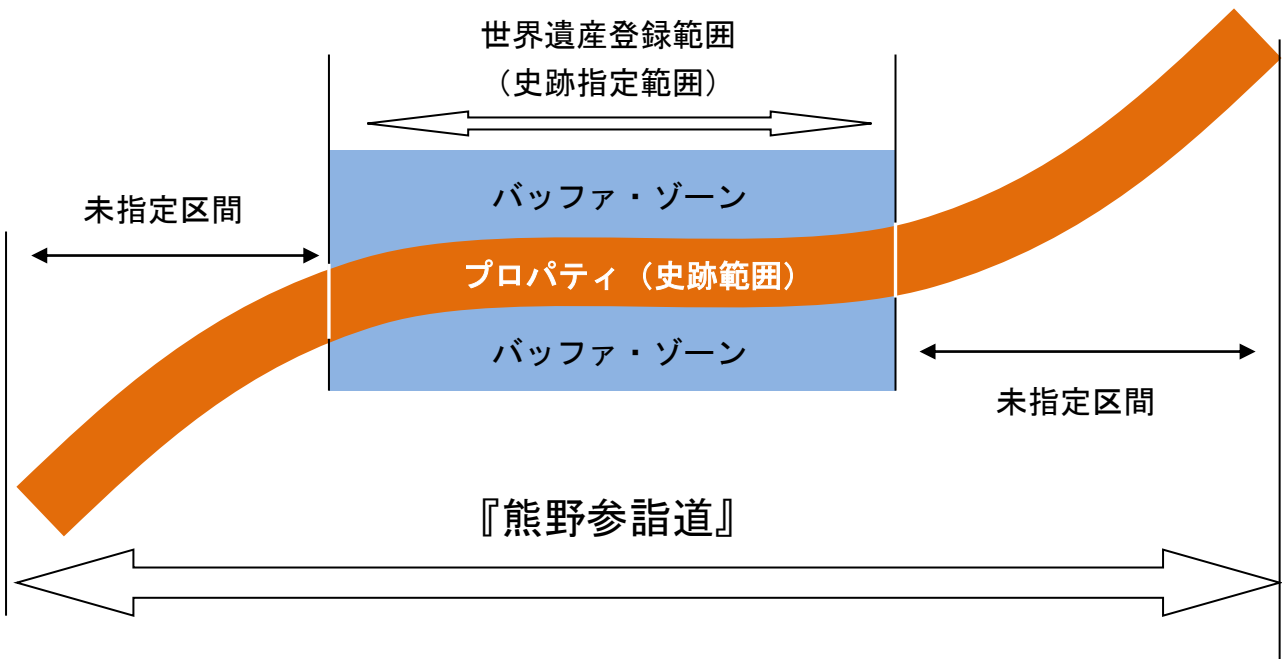 世界遺産登録範囲
（史跡指定範囲）
未指定区間
バッファ・ゾーン
プロパティ（史跡範囲）
バッファ・ゾーン
未指定区間
『熊野参詣道』